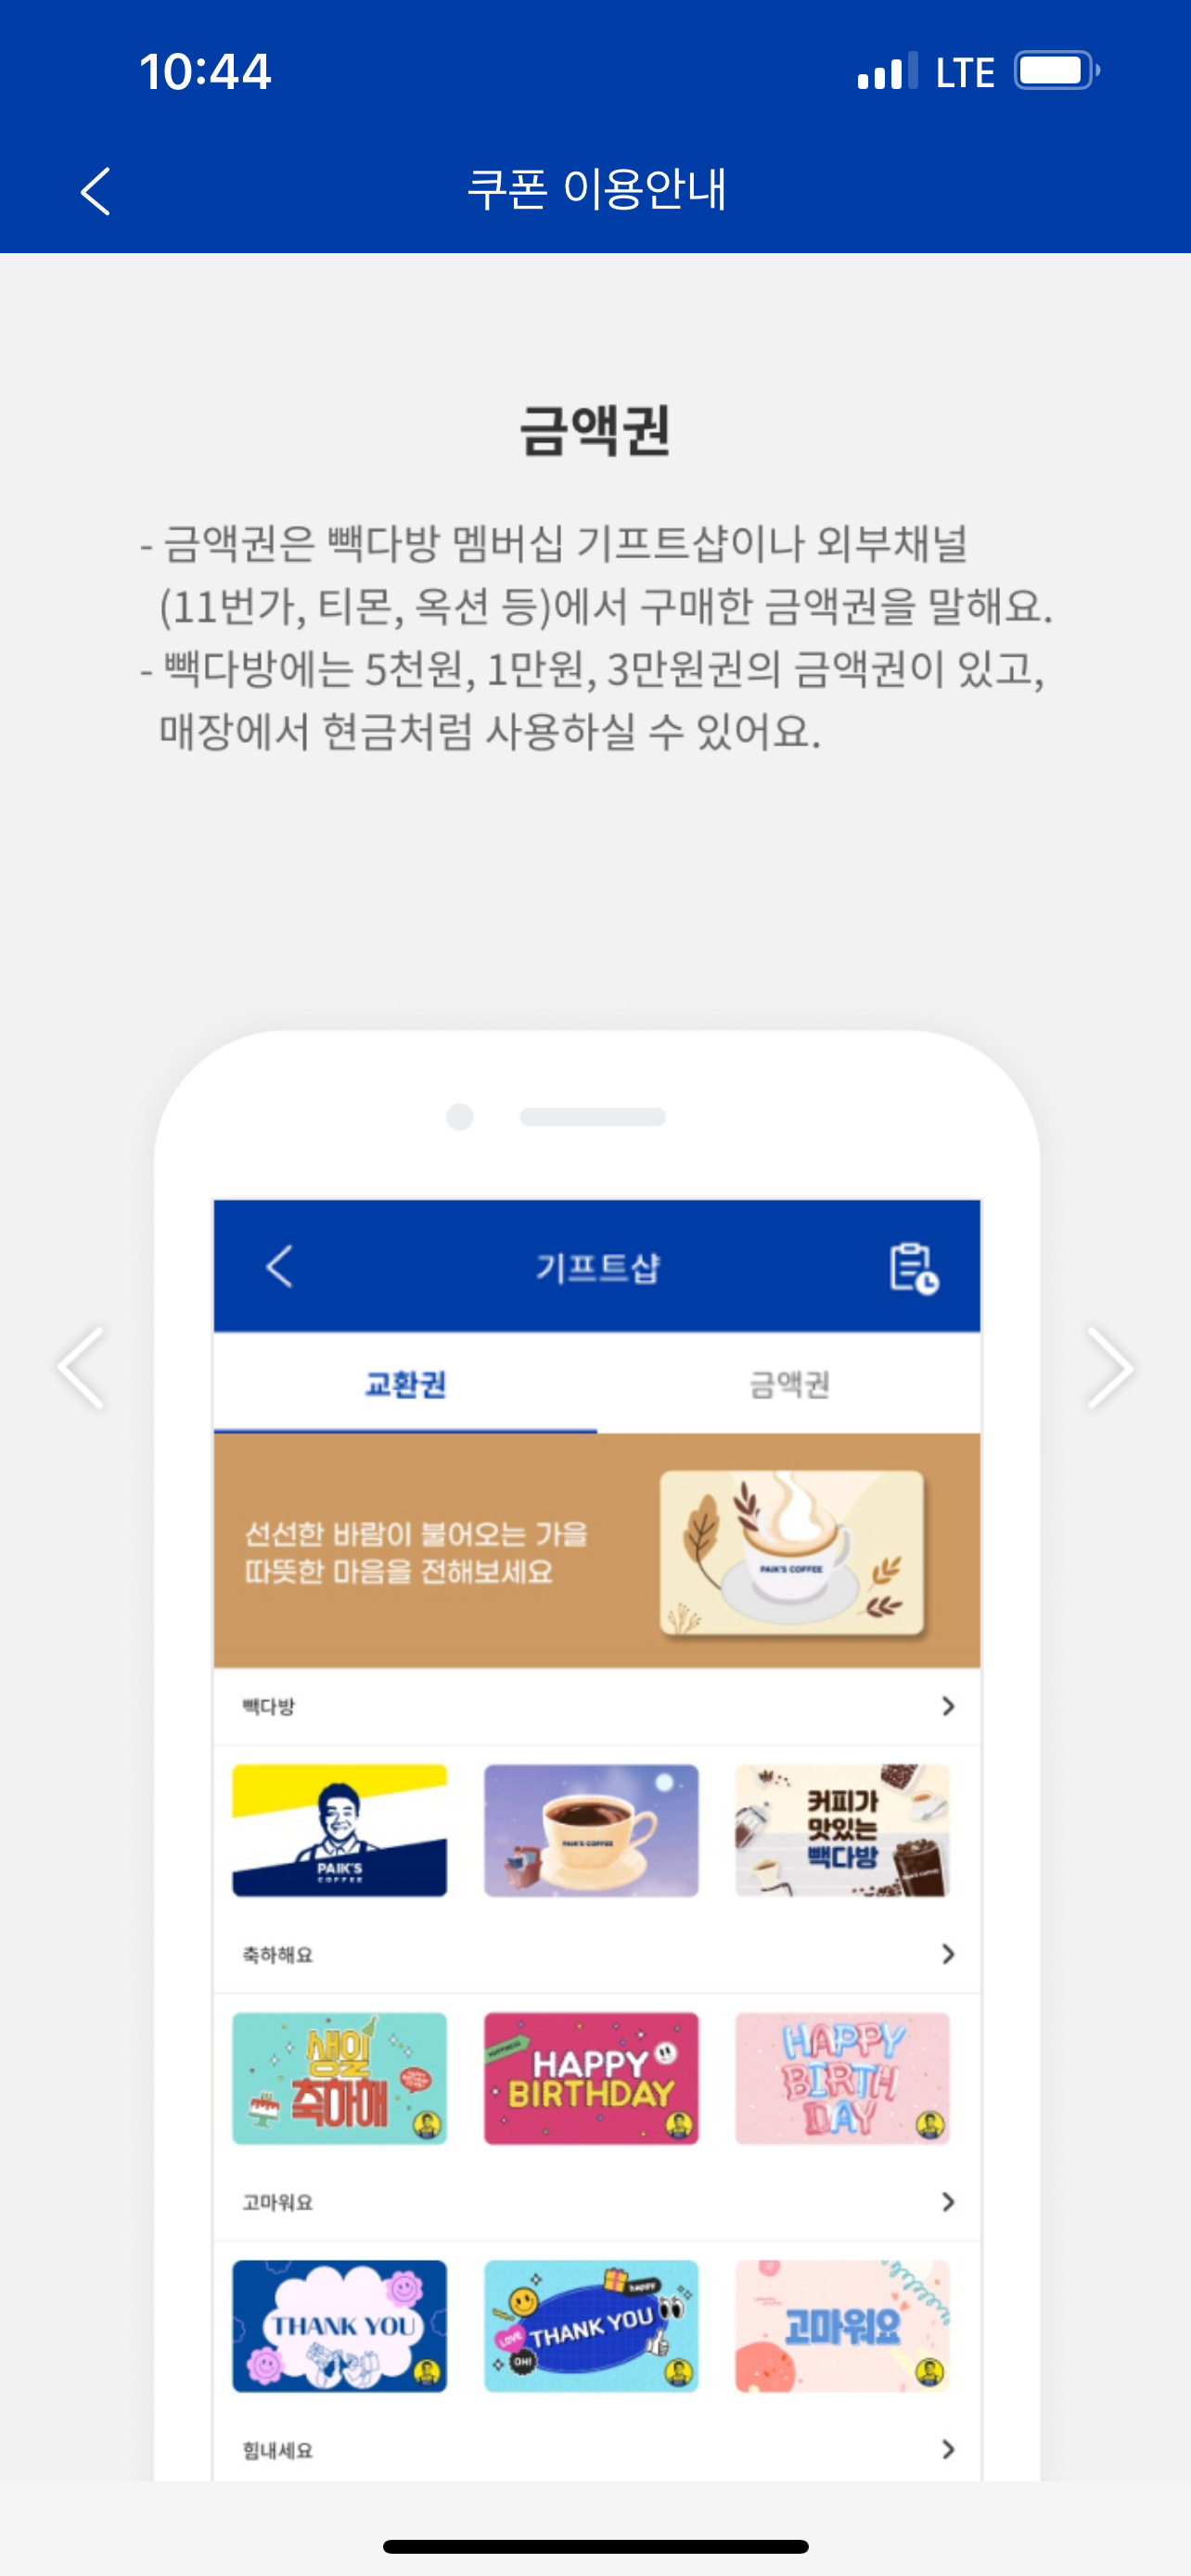 10:44
LTE
쿠폰 이용안내
금액권
- 금액권은 빽다방 멤버십 기프트샵이나 외부채널
(11번가, 티몬, 옥션 등)에서 구매한 금액권을 말해요.
- 빽다방에는 5천원, 1만원, 3만원권의 금액권이 있고,
매장에서 현금처럼 사용하실 수 있어요.
기프트샵
교환권
금액권
선선한 바람이 불어오는 가을
따뜻한 마음을 전해보세요
PAIK'S COFFEE
빽다방
PAIK'S
COFFEE
PAIK'S COFFEE
커피가
맛있는
빽다방
축하해요
생일
축하해
HAPPY
BIRTHDAY
HAPPY
BIRTH
DAY
고마워요
THANK YOU
happy
THANK YOU
LOVE
OH!
고마워요
힘내세요